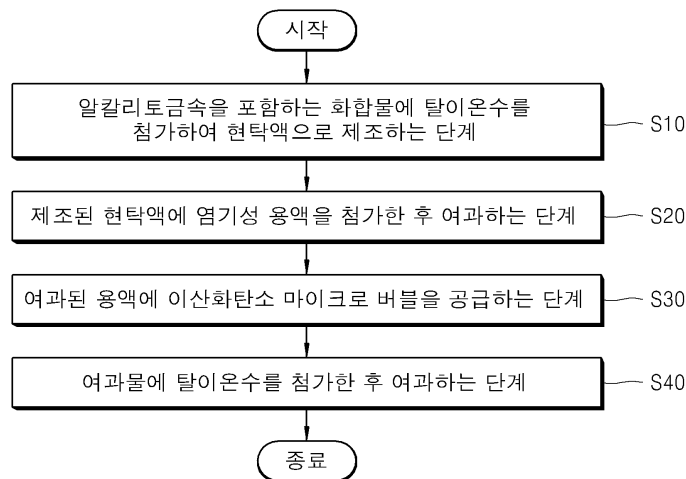 시작
알칼리토금속을 포함하는 화합물에 탈이온수를
첨가하여 현탁액으로 제조하는 단계
S10
제조된 현탁액에 염기성 용액을 첨가한 후 여과하는 단계
S20
여과된 용액에 이산화탄소 마이크로 버블을 공급하는 단계
S30
여과물에 탈이온수를 첨가한 후 여과하는 단계
S40
종료